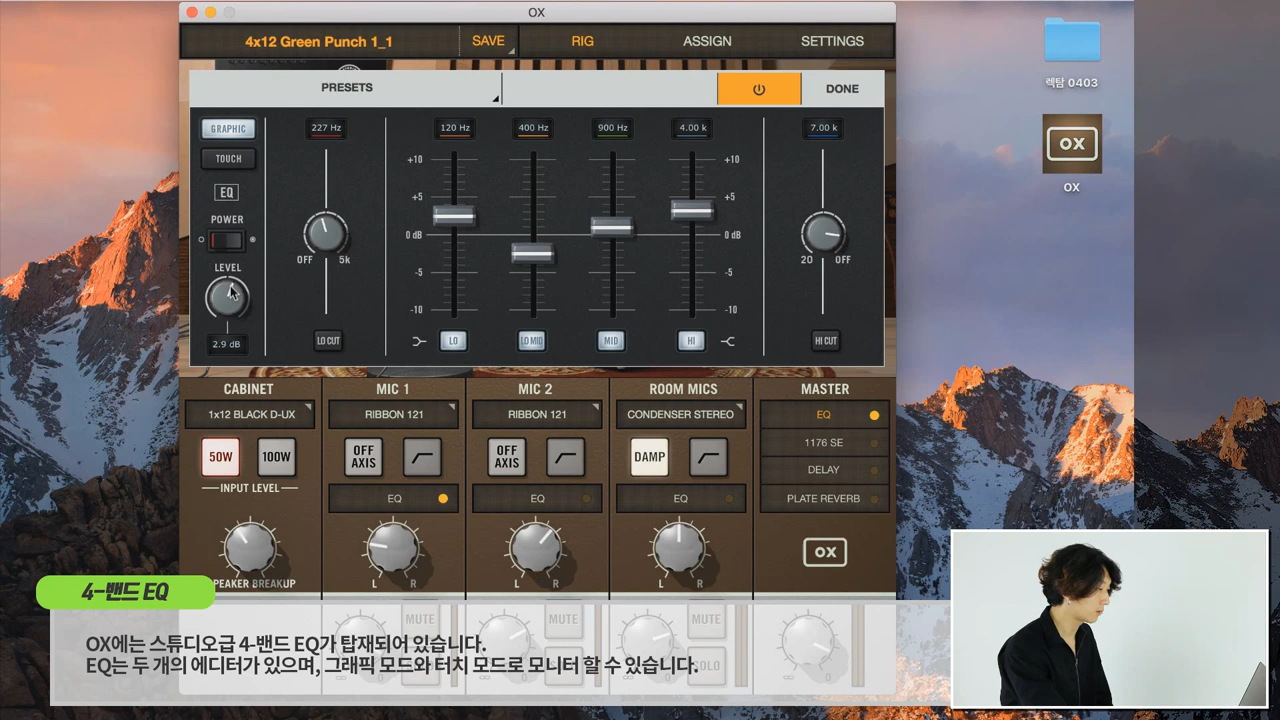 OX
4x12 Green Punch 1_1
SAVE
RIG
ASSIGN
SETTINGS
렉탐 0403
OX
OX
PRESETS
DONE
GRAPHIC
TOUCH
EQ
POWER
LEVEL
2.9 dB
227 Hz
OFF
5k
LO CUT
120 Hz
400 Hz
900 Hz
4.00 k
+10
+5
0 dB
-5
-10
+10
+5
0 dB
-5
-10
LO
LO MID
MID
HI
7.00 k
20
OFF
HI CUT
CABINET
MIC 1
MIC 2
ROOM MICS
MASTER
1x12 BLACK D-UX
RIBBON 121
RIBBON 121
CONDENSER STEREO
EQ
50W
100W
OFF AXIS
OFF AXIS
DAMP
1176 SE
DELAY
INPUT LEVEL
EQ
EQ
EQ
PLATE REVERB
OX
PEAKER BREAKUP
L
R
L
R
L
R
MUTE
MUTE
MUTE
OLO
4-밴드 EQ
OX에는 스튜디오급 4-밴드 EQ가 탑재되어 있습니다.
EQ는 두 개의 에디터가 있으며, 그래픽 모드와 터치 모드로 모니터 할 수 있습니다.